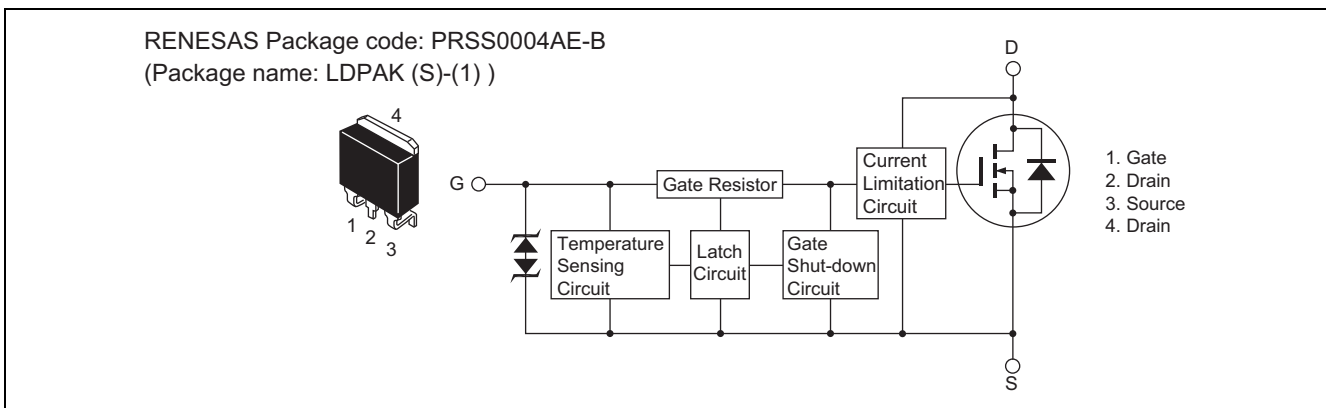 RENESAS Package code: PRSS0004AE-B
(Package name: LDPAK (S)-(1) )
4
1
2
3
G
Temperature
Sensing
Circuit
Gate Resistor
Latch
Circuit
Gate
Shut-down
Circuit
Current
Limitation
Circuit
D
S
1. Gate
2. Drain
3. Source
4. Drain